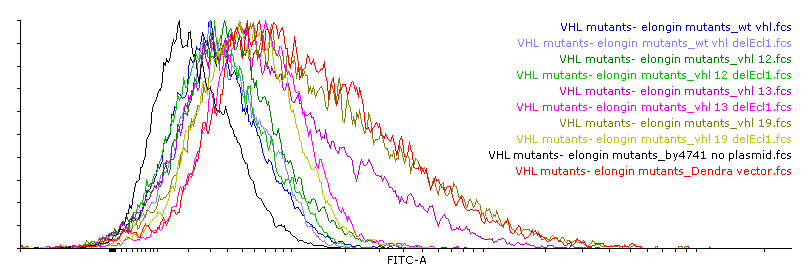 VHL mutants- elongin mutants_wt vhl.fcs
VHL mutants- elongin mutants_wt vhl delEcl1.fcs
VHL mutants- elongin mutants_vhl 12.fcs
VHL mutants- elongin mutants_vhl 12 delEcl1.fcs
VHL mutants- elongin mutants_vhl 13.fcs
VHL mutants- elongin mutants_vhl 13 delEcl1.fcs
VHL mutants- elongin mutants_vhl 19.fcs
VHL mutants- elongin mutants_vhl 19 delEcl1.fcs
VHL mutants- elongin mutants_by4741 no plasmid.fcs
VHL mutants- elongin mutants_Dendra vector.fcs
FITC-A